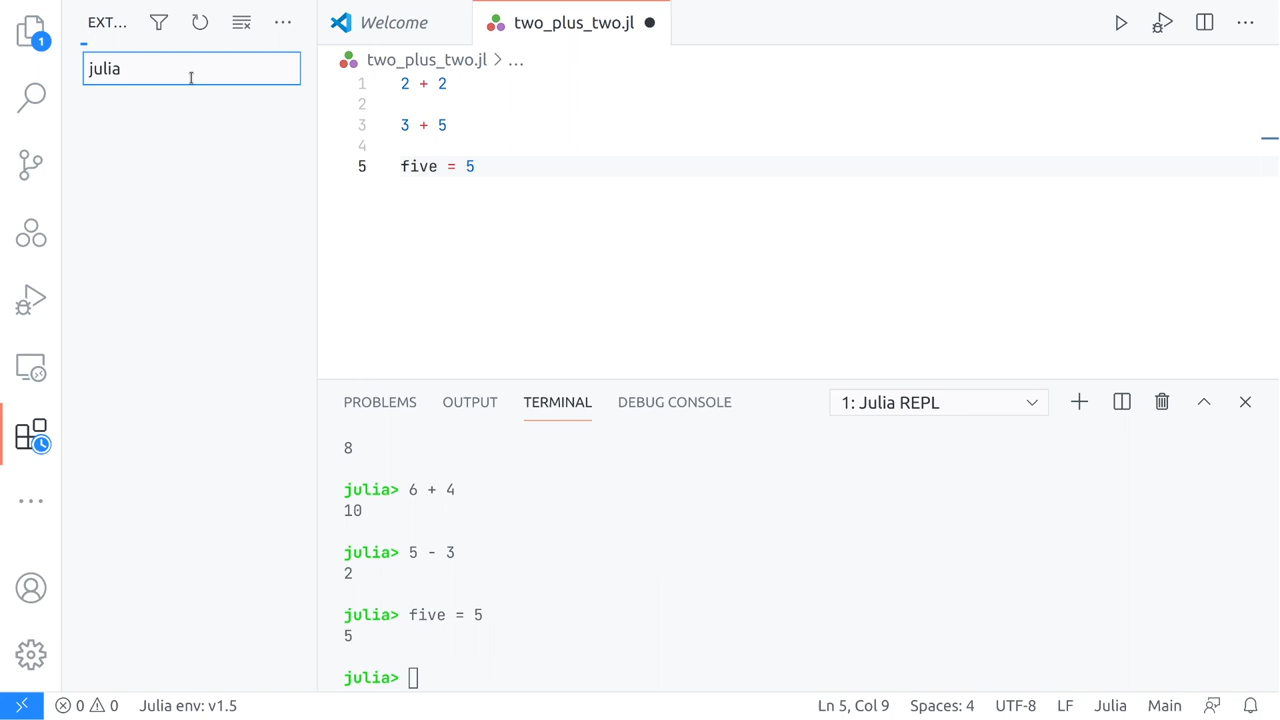 EXT...
julia
1
Welcome
two_plus_two.jl
two_plus_two.jl > ...
1 2 + 2
2
3 3 + 5
4
5 five = 5
PROBLEMS OUTPUT TERMINAL DEBUG CONSOLE 1: Julia REPL
8
julia> 6 + 4
10
julia> 5 - 3
2
julia> five = 5
5
julia>
0 0 Julia env: v1.5 Ln 5, Col 9 Spaces: 4 UTF-8 LF Julia Main